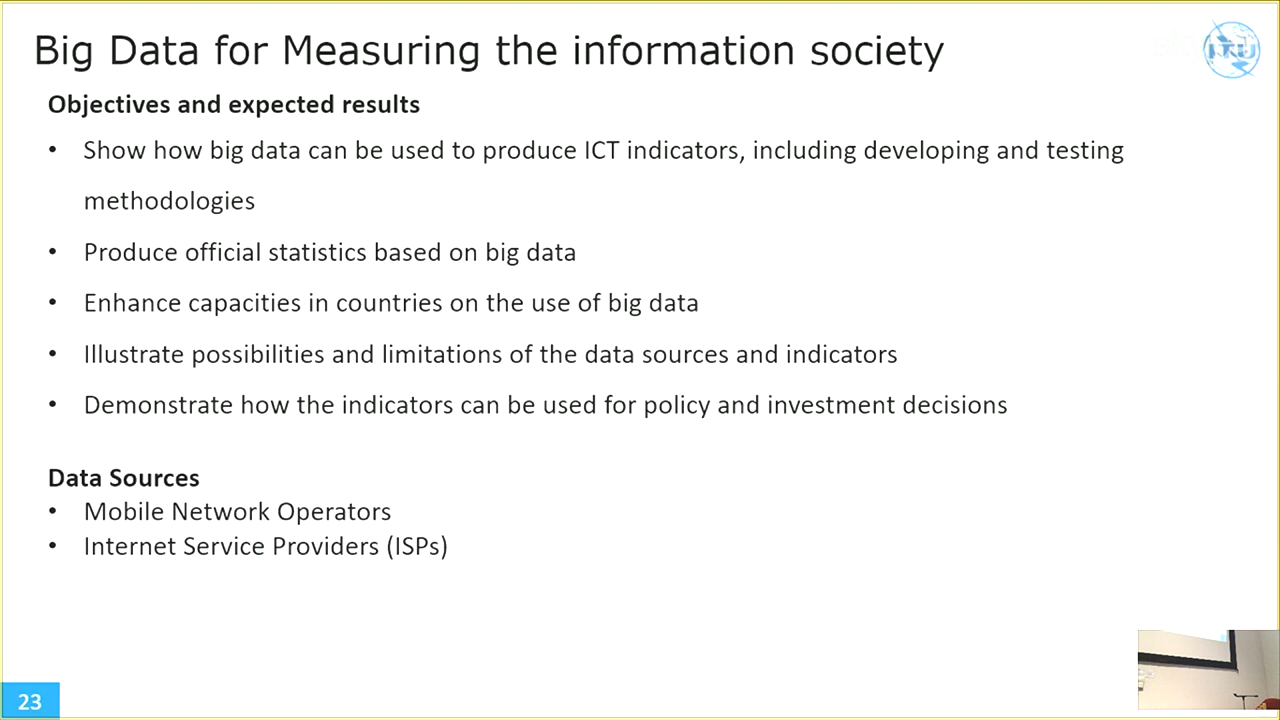 Big Data for Measuring the information society
ITU
Objectives and expected results
• Show how big data can be used to produce ICT indicators, including developing and testing
methodologies
• Produce official statistics based on big data
• Enhance capacities in countries on the use of big data
• Illustrate possibilities and limitations of the data sources and indicators
• Demonstrate how the indicators can be used for policy and investment decisions
Data Sources
• Mobile Network Operators
• Internet Service Providers (ISPs)
23